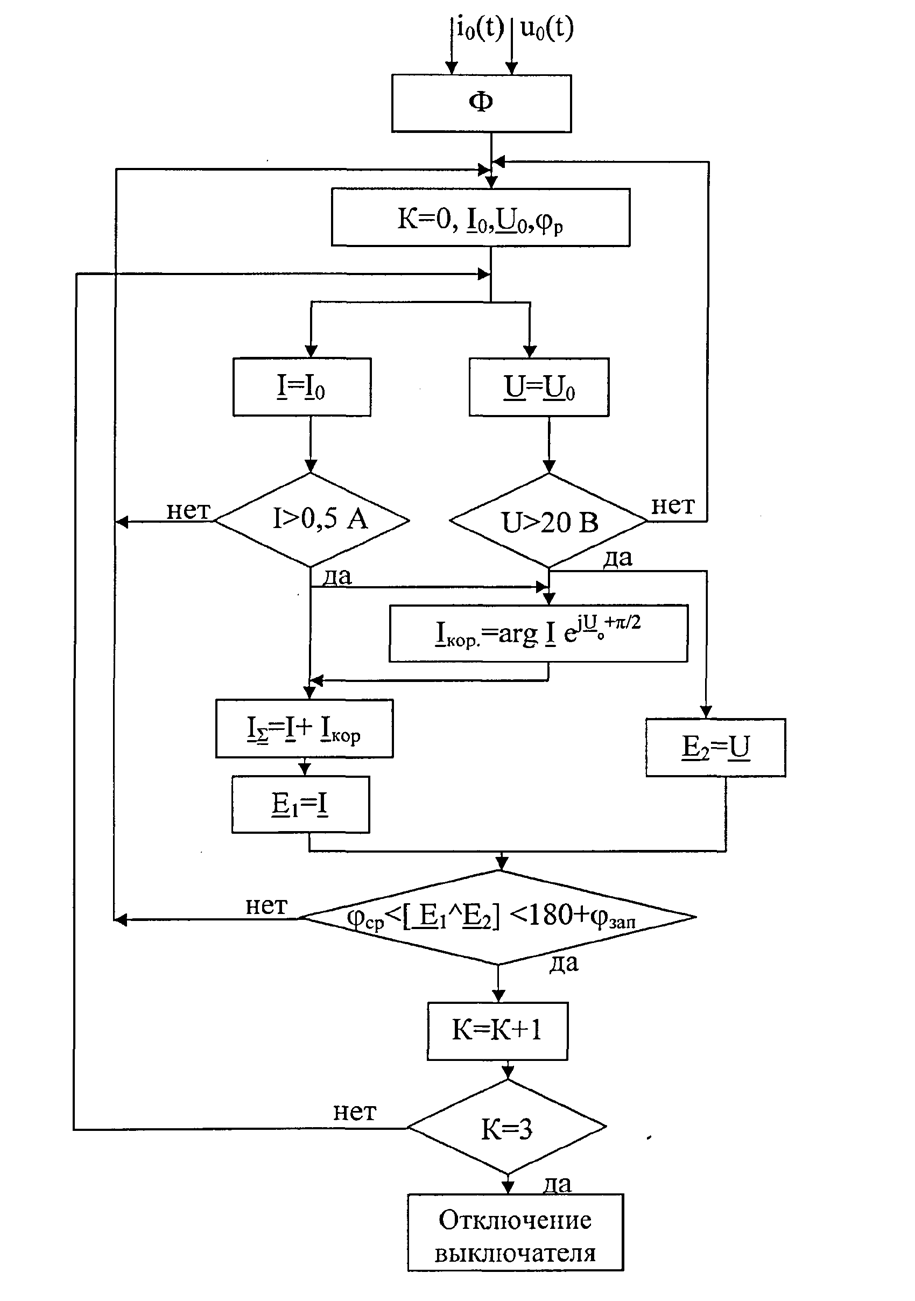 i₀(t) u₀(t)
Ф
К=0, I₀,U₀,φр
I=I₀
U=U₀
нет
I>0,5 А
U>20 В
нет
да
да
Iкор.=arg I e^jU₀+π/2
IΣ=I+ Iкор
E₂=U
E₁=I
нет
φср<[ E₁^E₂] <180+φзап
да
К=К+1
нет
К=3
да
Отключение
выключателя